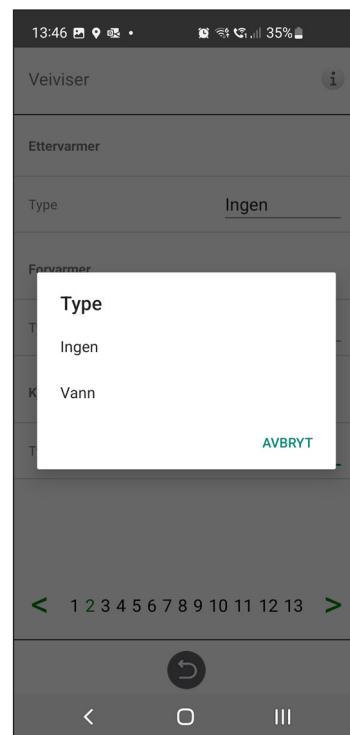 13:46 35%
Veiviser i
Ettervarmer
Type Ingen
Forvarmer
T
Type
Ingen
K
Vann
T
AVBRYT
< 1 2 3 4 5 6 7 8 9 10 11 12 13 >